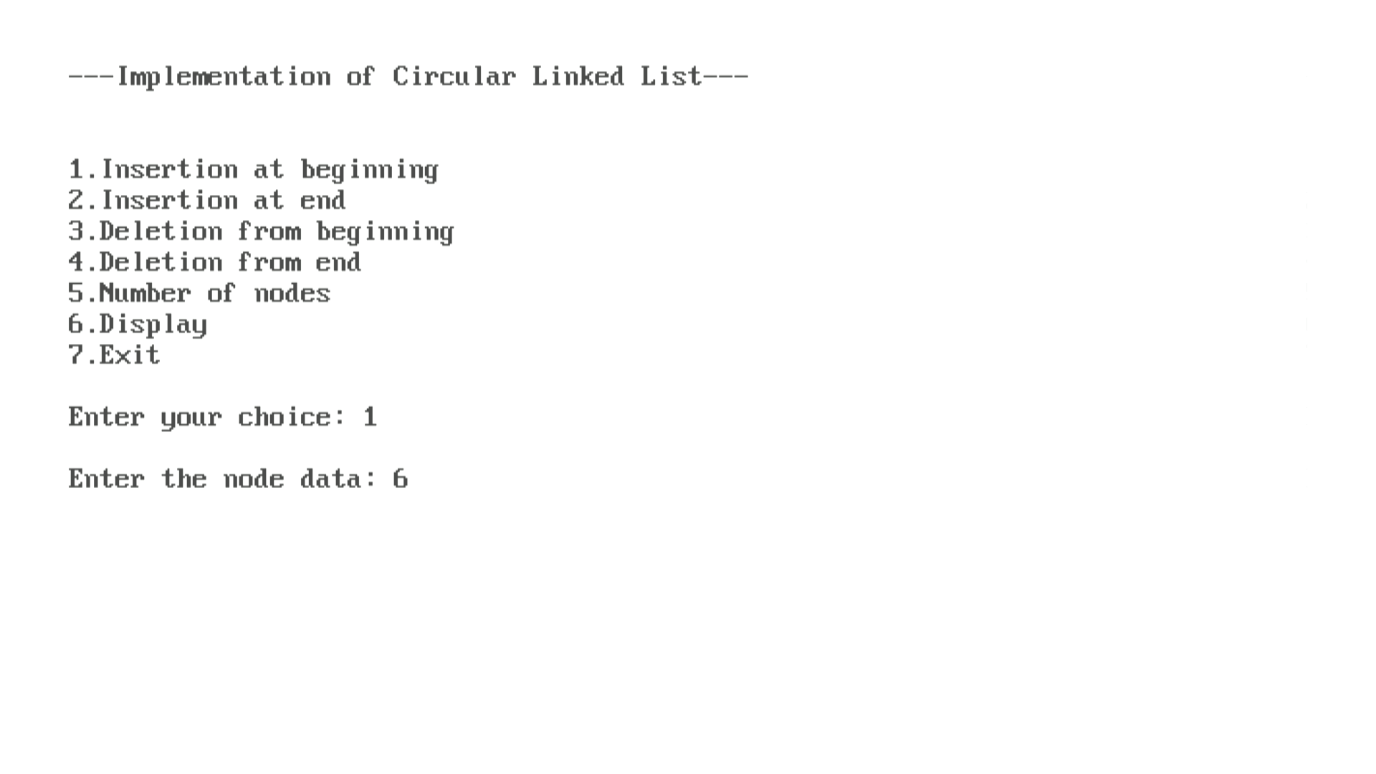 ---Implementation of Circular Linked List---
1.Insertion at beginning
2.Insertion at end
3.Deletion from beginning
4.Deletion from end
5.Number of nodes
6.Display
7.Exit
Enter your choice: 1
Enter the node data: 6